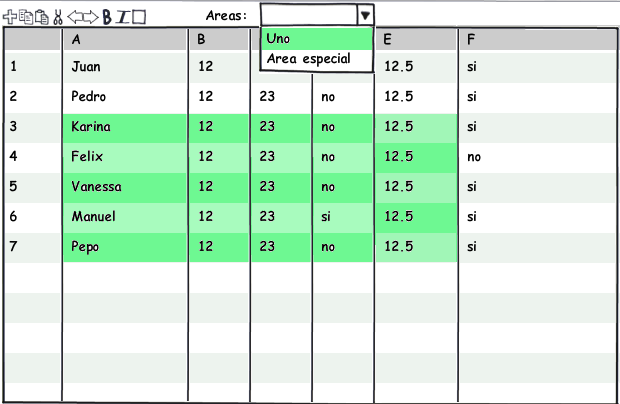 B I Areas:
A B Uno E F
Area especial
1 Juan 12 12.5 si
2 Pedro 12 23 no 12.5 si
3 Karina 12 23 no 12.5 si
4 Felix 12 23 no 12.5 no
5 Vanessa 12 23 no 12.5 si
6 Manuel 12 23 si 12.5 si
7 Pepo 12 23 no 12.5 si